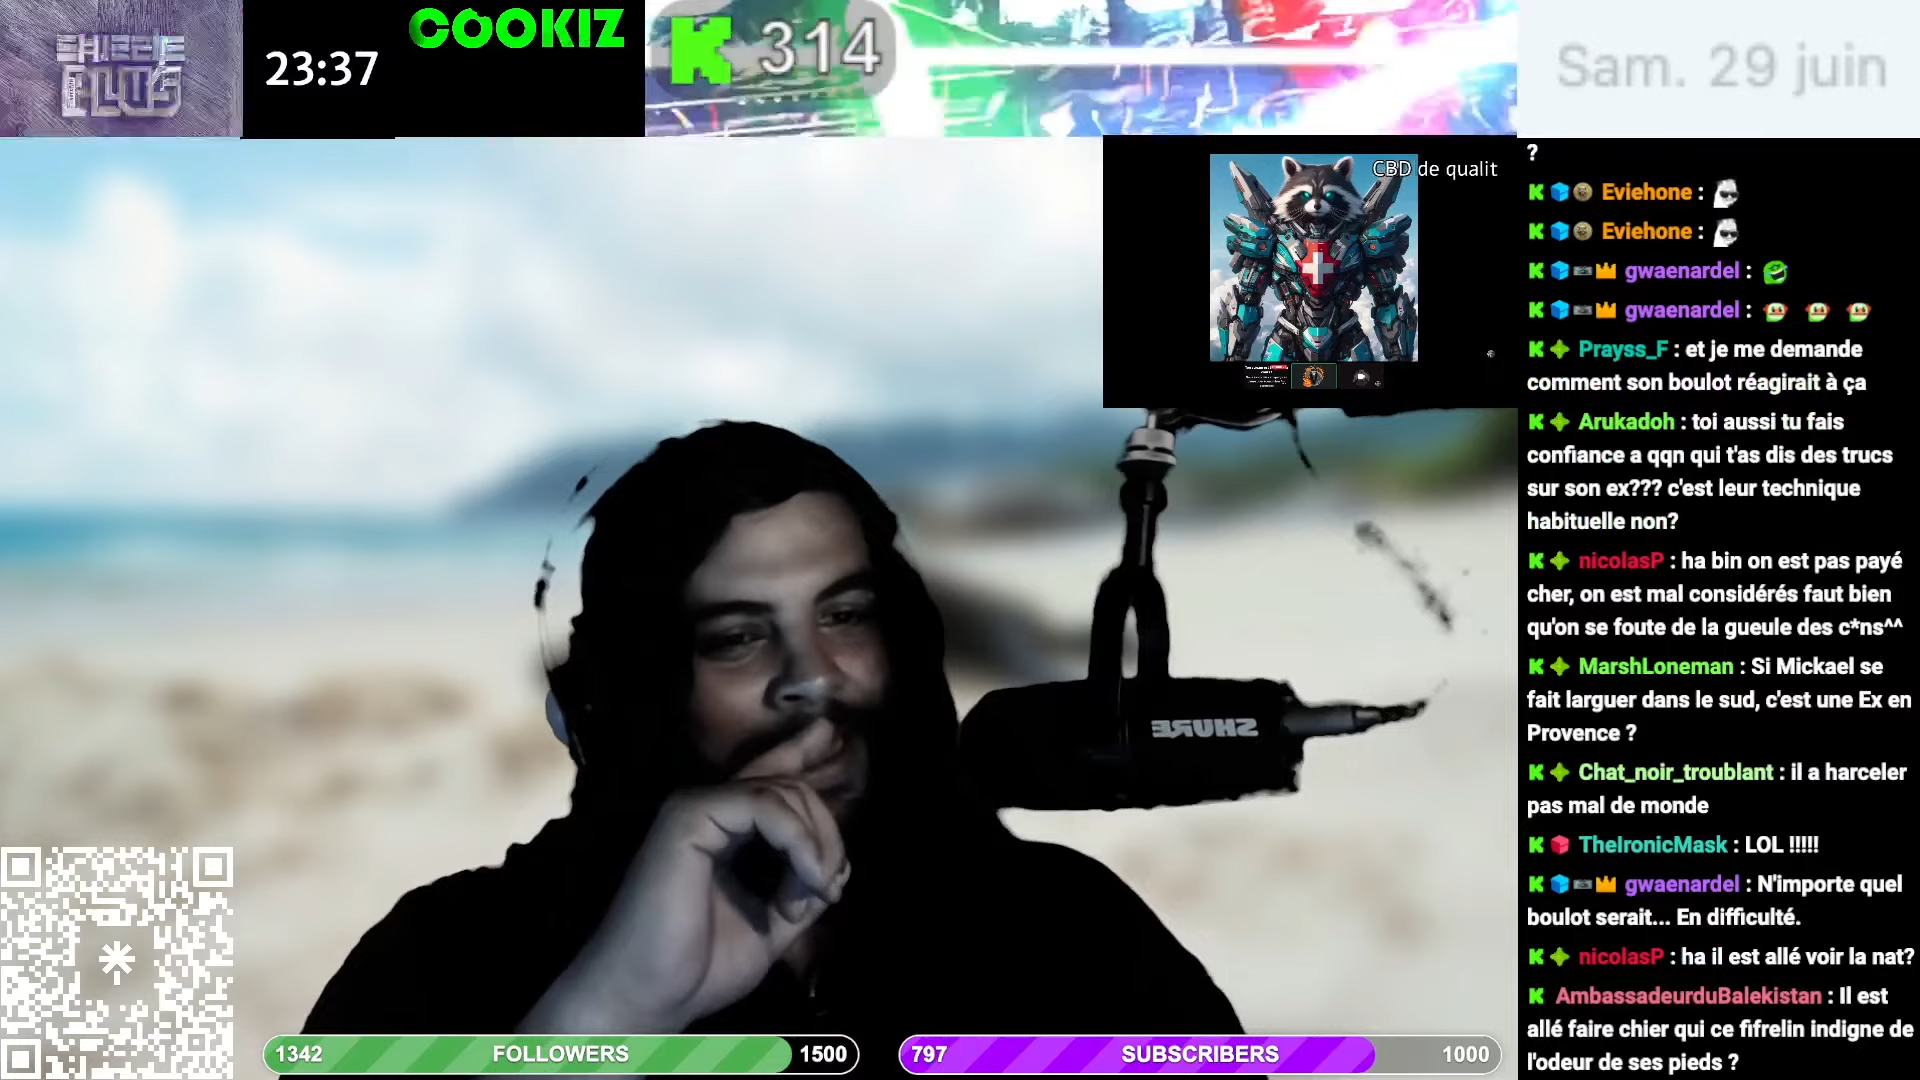 23:37
COOKIZ
K 314
Sam. 29 juin
CBD de qualit
?
Eviehone :
Eviehone :
gwaenardel :
gwaenardel :
Prayss_F : et je me demande
comment son boulot réagirait à ça
Arukadoh : toi aussi tu fais
confiance a qqn qui t'as dis des trucs
sur son ex??? c'est leur technique
habituelle non?
nicolasP : ha bin on est pas payé
cher, on est mal considérés faut bien
qu'on se foute de la gueule des c*ns^^
MarshLoneman : Si Mickael se
fait larguer dans le sud, c'est une Ex en
Provence ?
Chat_noir_troublant : il a harceler
pas mal de monde
TheIronicMask : LOL !!!!!
gwaenardel : N'importe quel
boulot serait... En difficulté.
nicolasP : ha il est allé voir la nat?
AmbassadeurduBalekistan : Il est
allé faire chier qui ce fifrelin indigne de
l'odeur de ses pieds ?
SHURE
1342 FOLLOWERS 1500
797 SUBSCRIBERS 1000